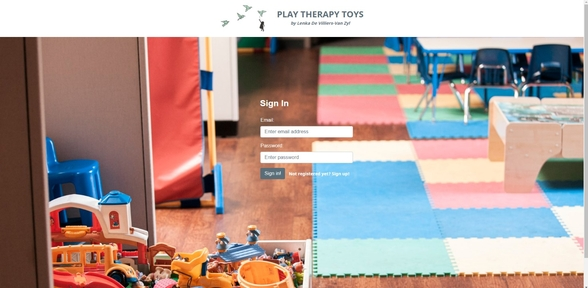 PLAY THERAPY TOYS
by Lenka De Villiers-Van Zyl
Sign In
Email
Enter email address
Password
Enter password
Sign in!
Not registered yet? Sign up!